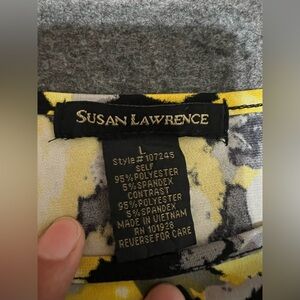 SUSAN LAWRENCE
L
Style# 107245
SELF
95% POLYESTER
5% SPANDEX
CONTRAST
95% POLYESTER
5% SPANDEX
MADE IN VIETNAM
RN 101928
REVERSE FOR CARE